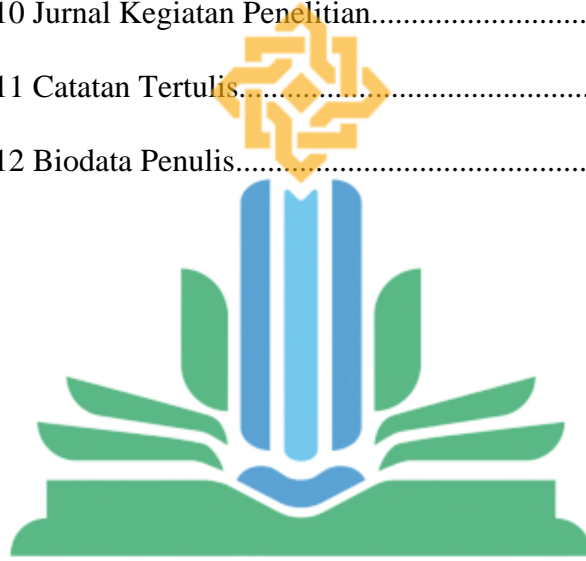 10 Jurnal Kegiatan Penelitian.........................
11 Catatan Tertulis..........................................
12 Biodata Penulis..........................................